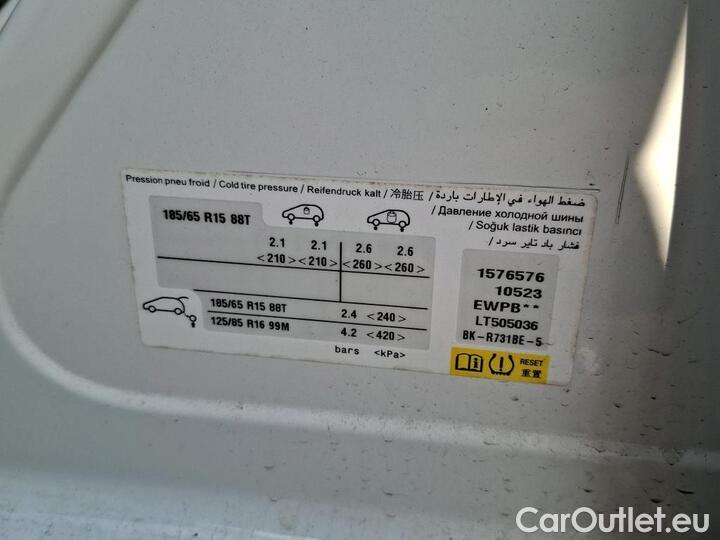 Pression pneu froid / Cold tire pressure / Reifendruck kalt / 冷胎压 / ضغط الهواء في الإطارات باردة
/ Давление холодной шины
/ Soğuk lastik basıncı
فشار باد تایر سرد /
185/65 R15 88T
2.1 2.1 2.6 2.6
<210> <210> <260> <260>
185/65 R15 88T 2.4 <240>
125/85 R16 99M 4.2 <420>
bars <kPa>
1576576
10523
EWPB**
LT505036
BK-R731BE-5
RESET
重置
CarOutlet.eu